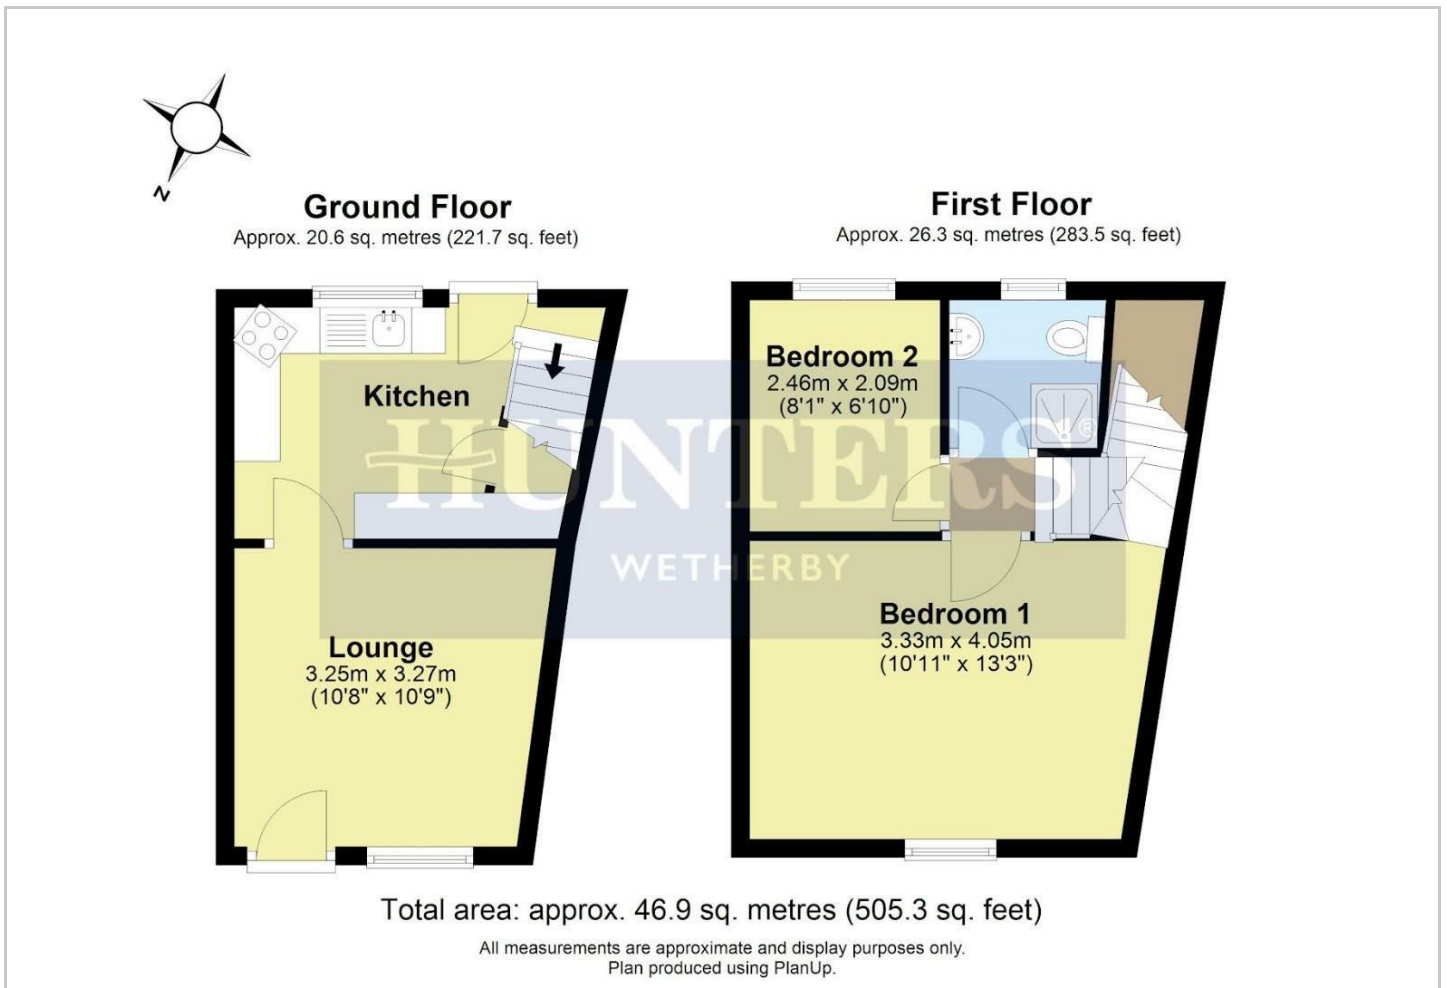 N
Ground Floor
Approx. 20.6 sq. metres (221.7 sq. feet)
First Floor
Approx. 26.3 sq. metres (283.5 sq. feet)
Kitchen
Lounge
3.25m x 3.27m
(10'8" x 10'9")
Bedroom 2
2.46m x 2.09m
(8'1" x 6'10")
Bedroom 1
3.33m x 4.05m
(10'11" x 13'3")
HUNTERS®
WETHERBY
Total area: approx. 46.9 sq. metres (505.3 sq. feet)
All measurements are approximate and display purposes only.
Plan produced using PlanUp.